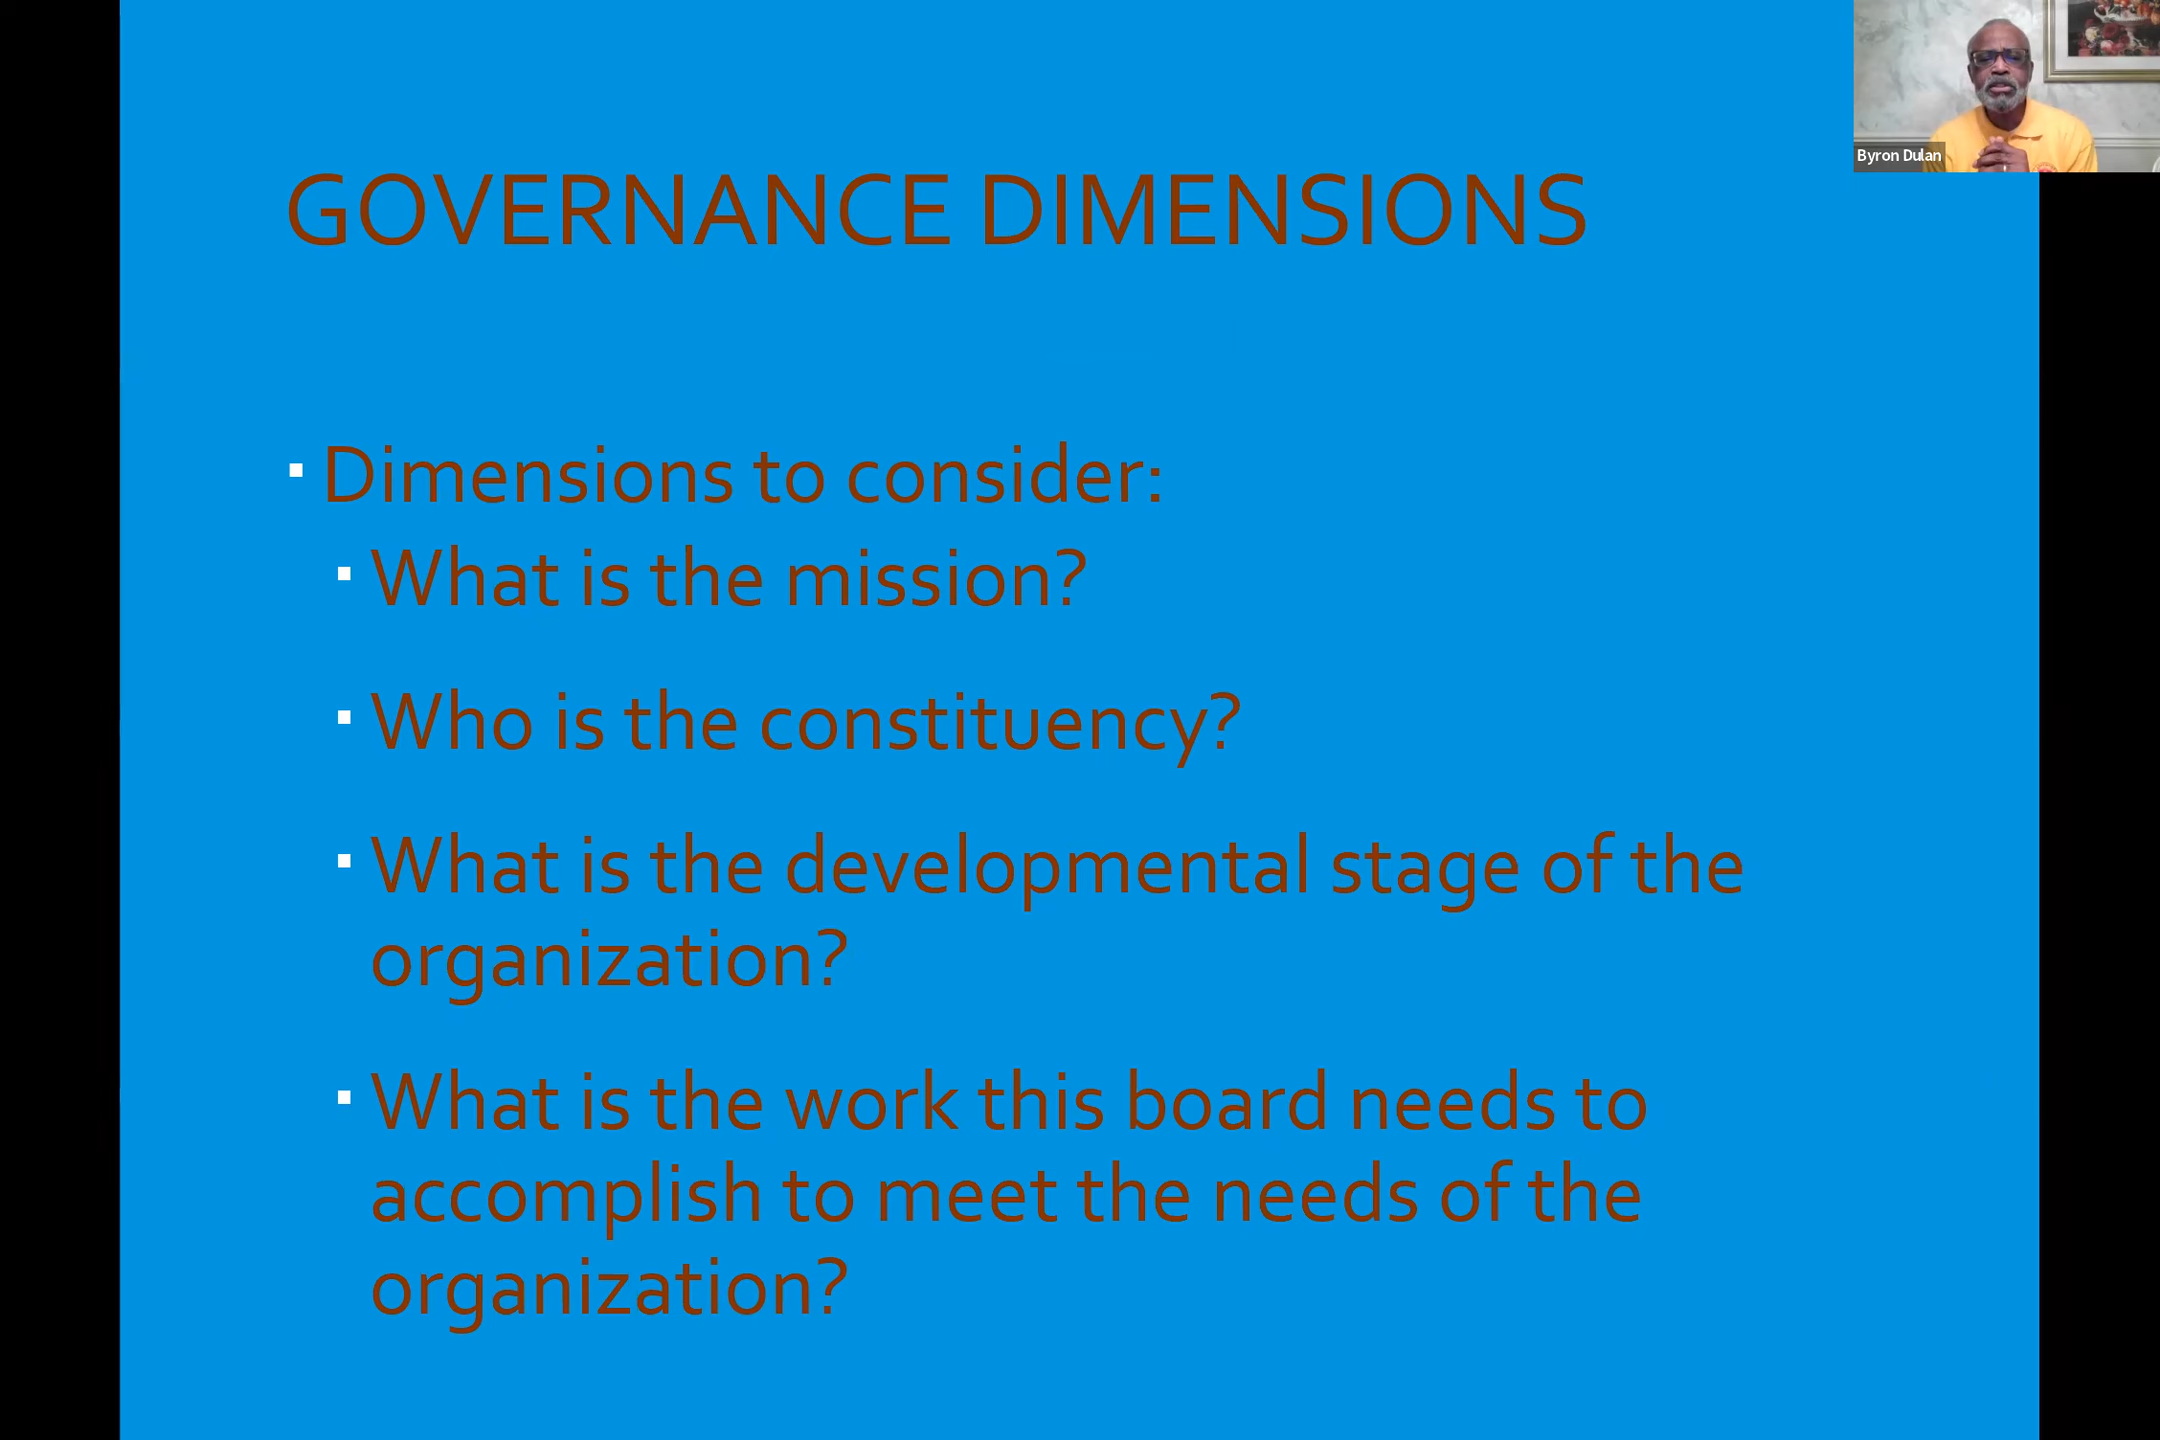 Byron Dulan
GOVERNANCE DIMENSIONS
Dimensions to consider:
What is the mission?
Who is the constituency?
What is the developmental stage of the
organization?
What is the work this board needs to
accomplish to meet the needs of the
organization?